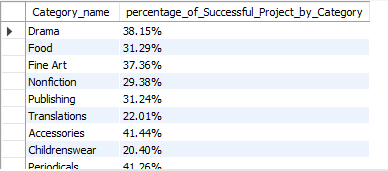 Category_name percentage_of_Successful_Project_by_Category
Drama 38.15%
Food 31.29%
Fine Art 37.36%
Nonfiction 29.38%
Publishing 31.24%
Translations 22.01%
Accessories 41.44%
Childrenswear 20.40%
Periodicals 41.26%